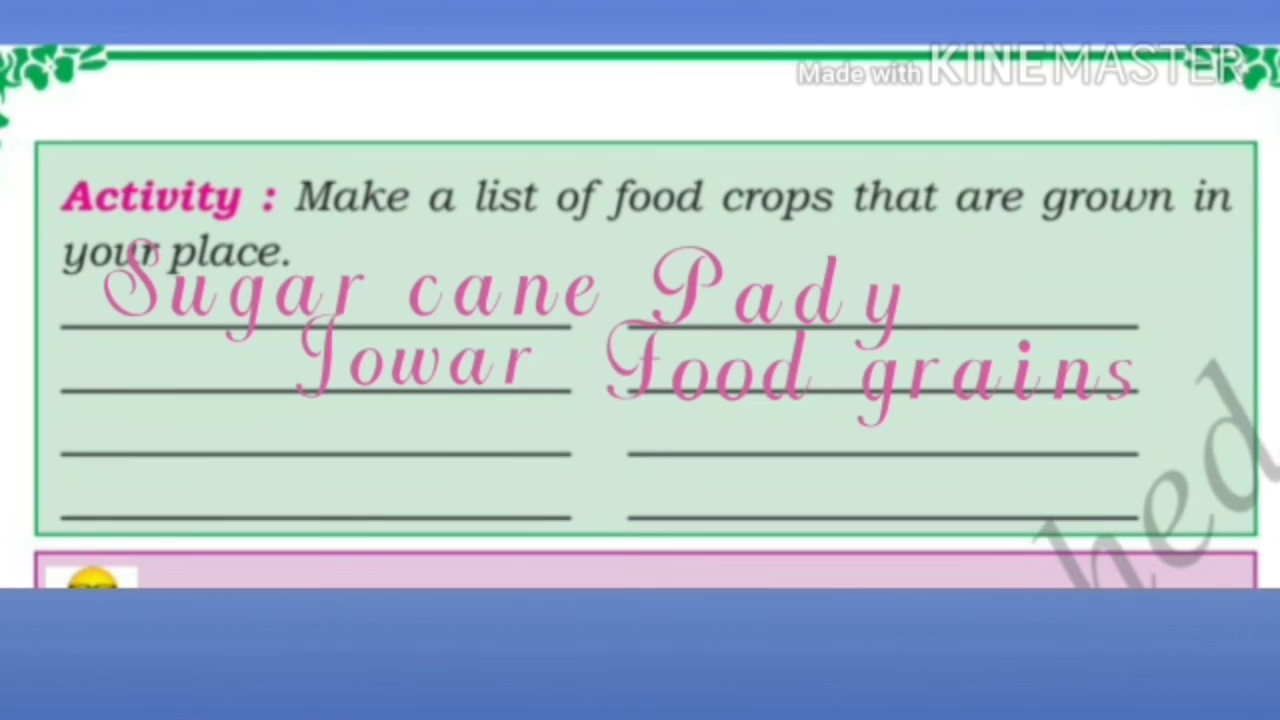 Made with KINEMASTER
Activity : Make a list of food crops that are grown in
your place.
Sugar cane Pady
Jowar Food grains
hed